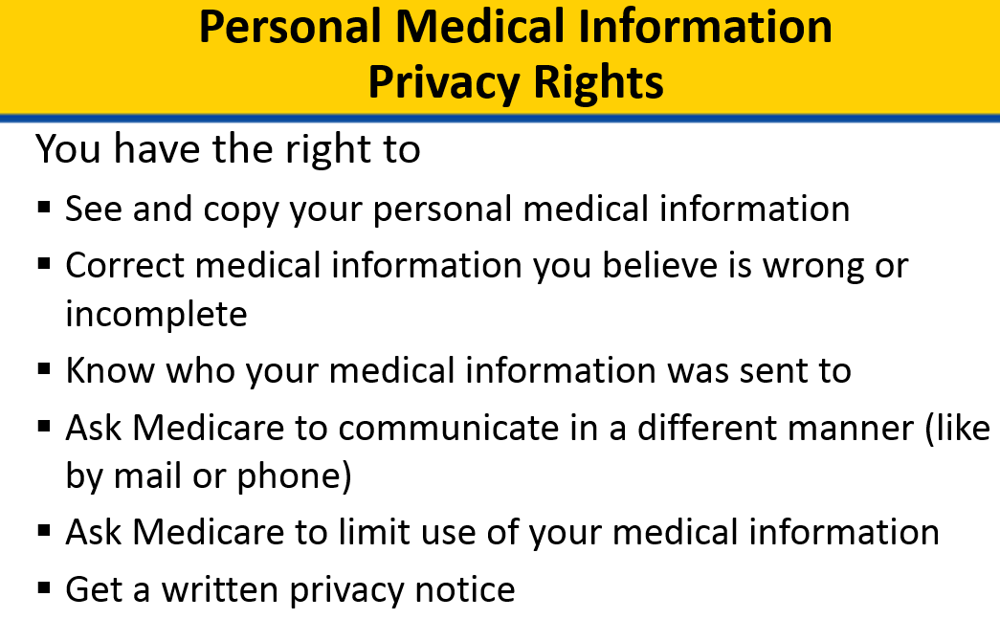 Personal Medical Information
Privacy Rights
You have the right to
▪ See and copy your personal medical information
▪ Correct medical information you believe is wrong or
incomplete
▪ Know who your medical information was sent to
▪ Ask Medicare to communicate in a different manner (like
by mail or phone)
▪ Ask Medicare to limit use of your medical information
▪ Get a written privacy notice